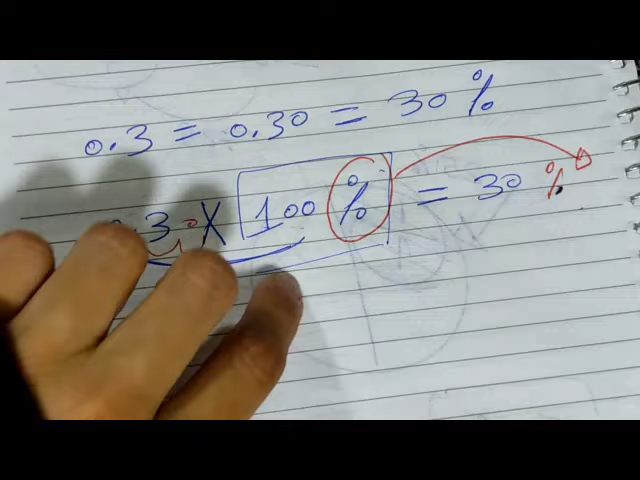 0.3 = 0.30 = 30 %
.3 X 100 % = 30 %